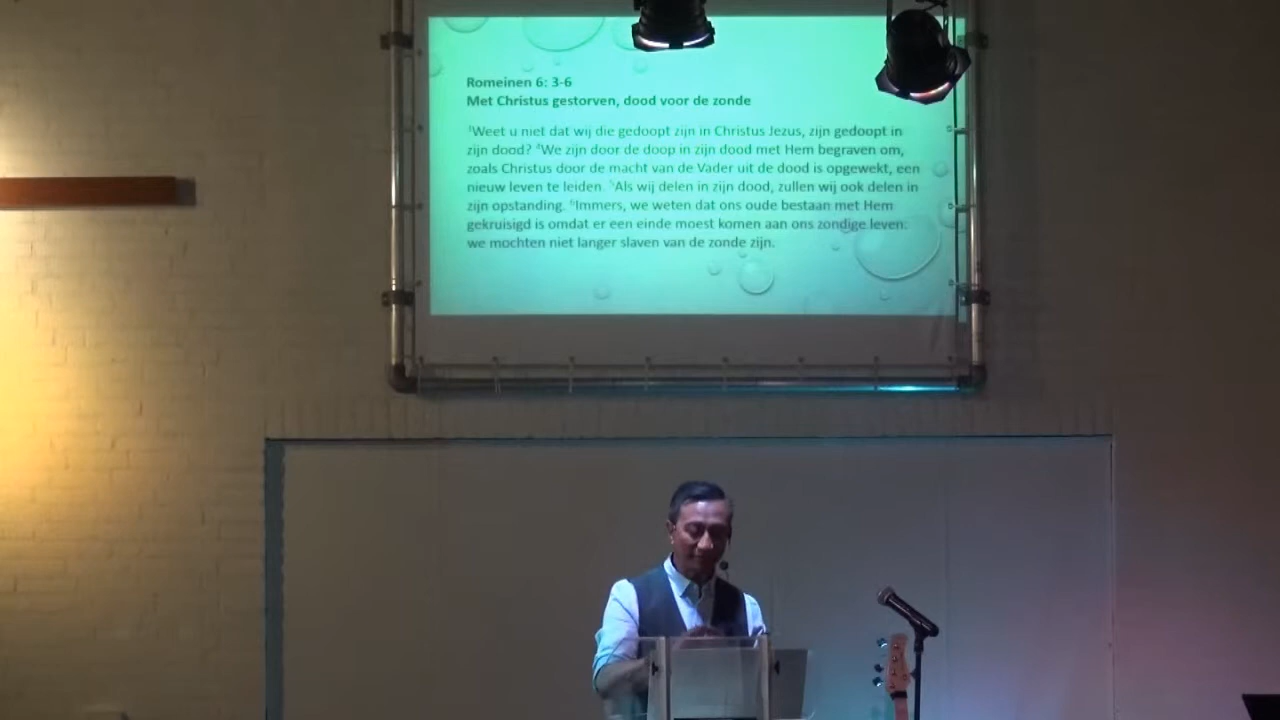 Romeinen 6: 3-6
Met Christus gestorven, dood voor de zonde
³Weet u niet dat wij die gedoopt zijn in Christus Jezus, zijn gedoopt in
zijn dood? ⁴We zijn door de doop in zijn dood met Hem begraven om,
zoals Christus door de macht van de Vader uit de dood is opgewekt, een
nieuw leven te leiden. ⁵Als wij delen in zijn dood, zullen wij ook delen in
zijn opstanding. ⁶Immers, we weten dat ons oude bestaan met Hem
gekruisigd is omdat er een einde moest komen aan ons zondige leven:
we mochten niet langer slaven van de zonde zijn.